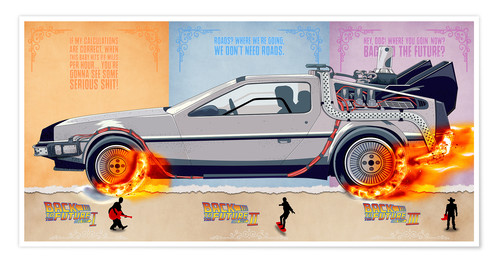 IF MY CALCULATIONS
ARE CORRECT, WHEN
THIS BABY HITS 88 MILES
PER HOUR... YOU'RE
GONNA SEE SOME
SERIOUS SHIT!
ROADS? WHERE WE'RE GOING,
WE DON'T NEED ROADS.
HEY, DOC! WHERE YOU GOIN' NOW?
BACK TO THE FUTURE?
BACK TO
THE FUTURE I
BACK TO
THE FUTURE II
BACK TO
THE FUTURE III